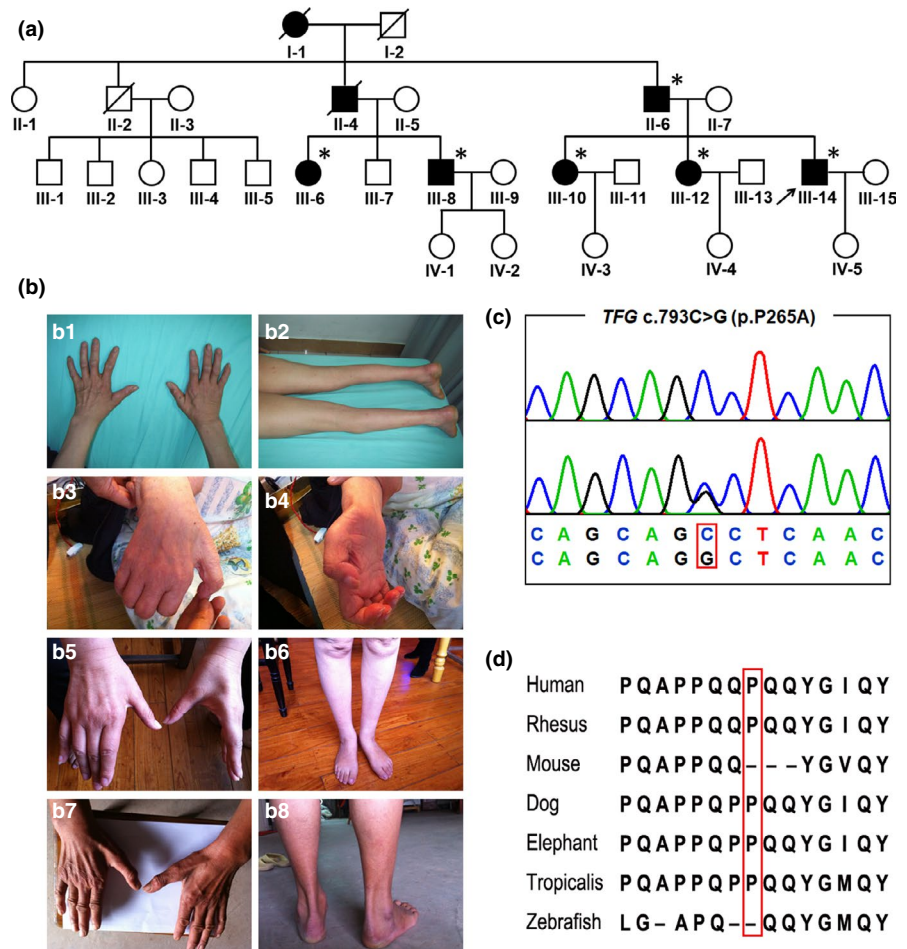 (a)
I-1 I-2
* *
II-1 II-2 II-3 II-4 II-5 II-6 II-7
* * * * *
III-1 III-2 III-3 III-4 III-5 III-6 III-7 III-8 III-9 III-10 III-11 III-12 III-13 III-14 III-15
IV-1 IV-2 IV-3 IV-4 IV-5
(b)
b1 b2
b3 b4
b5 b6
b7 b8
(c)
TFG c.793C>G (p.P265A)
C A G C A G C C T C A A C
C A G C A G G C T C A A C
(d)
Human P Q A P P Q Q P Q Q Y G I Q Y
Rhesus P Q A P P Q Q P Q Q Y G I Q Y
Mouse P Q A P P Q Q – – – Y G V Q Y
Dog P Q A P P Q P P Q Q Y G I Q Y
Elephant P Q A P P Q P P Q Q Y G I Q Y
Tropicalis P Q A P P Q P P Q Q Y G M Q Y
Zebrafish L G – A P Q – – Q Q Y G M Q Y